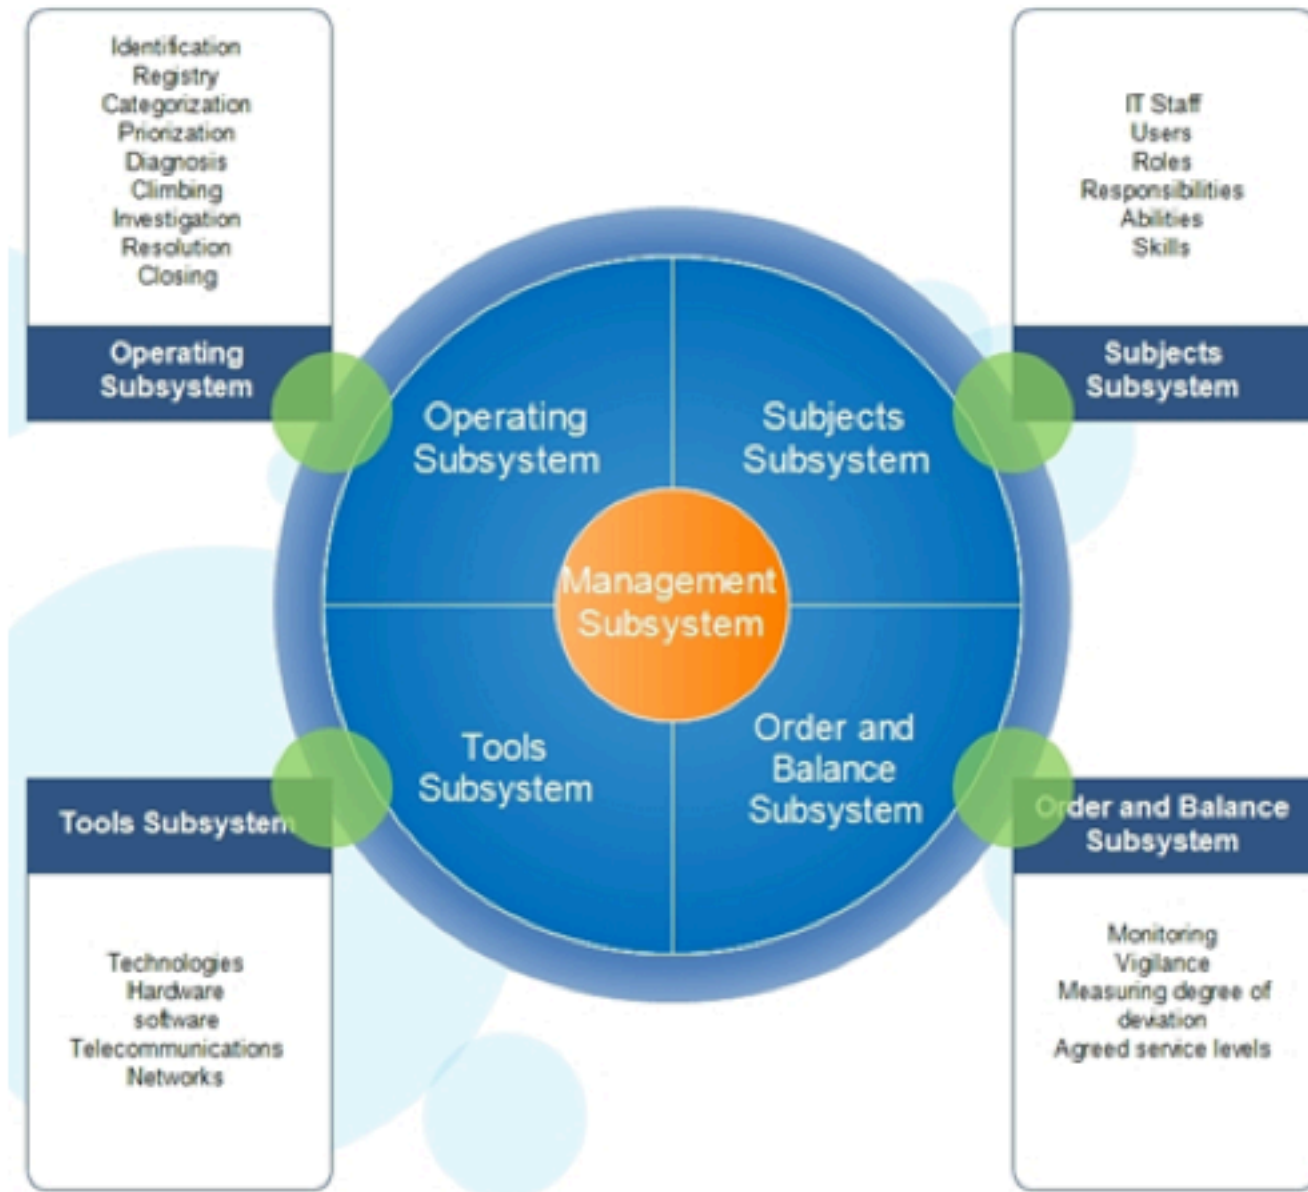 Identification
Registry
Categorization
Priorization
Diagnosis
Climbing
Investigation
Resolution
Closing
Operating
Subsystem
IT Staff
Users
Roles
Responsibilities
Abilities
Skills
Subjects
Subsystem
Operating
Subsystem
Subjects
Subsystem
Management
Subsystem
Tools
Subsystem
Order and
Balance
Subsystem
Tools Subsystem
Technologies
Hardware
software
Telecommunications
Networks
Order and Balance
Subsystem
Monitoring
Vigilance
Measuring degree of
deviation
Agreed service levels